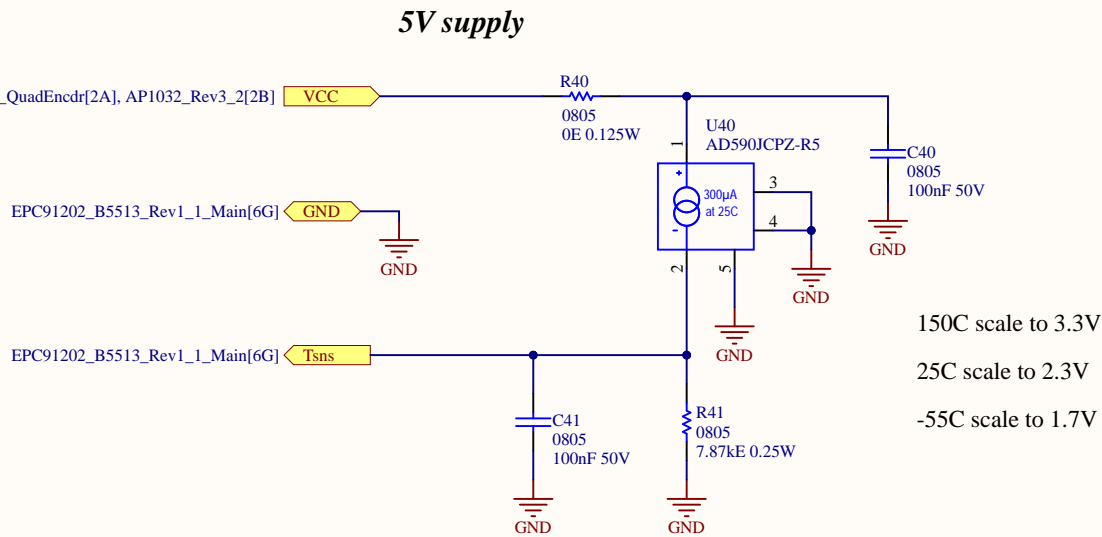 5V supply
_QuadEncdr[2A], AP1032_Rev3_2[2B]
VCC
R40
0805
0E 0.125W
U40
AD590JCPZ-R5
1
+
300µA
at 25C
-
3
4
2
5
C40
0805
100nF 50V
GND
EPC91202_B5513_Rev1_1_Main[6G]
GND
GND
GND
GND
EPC91202_B5513_Rev1_1_Main[6G]
Tsns
C41
0805
100nF 50V
R41
0805
7.87kE 0.25W
GND
GND
150C scale to 3.3V
25C scale to 2.3V
-55C scale to 1.7V